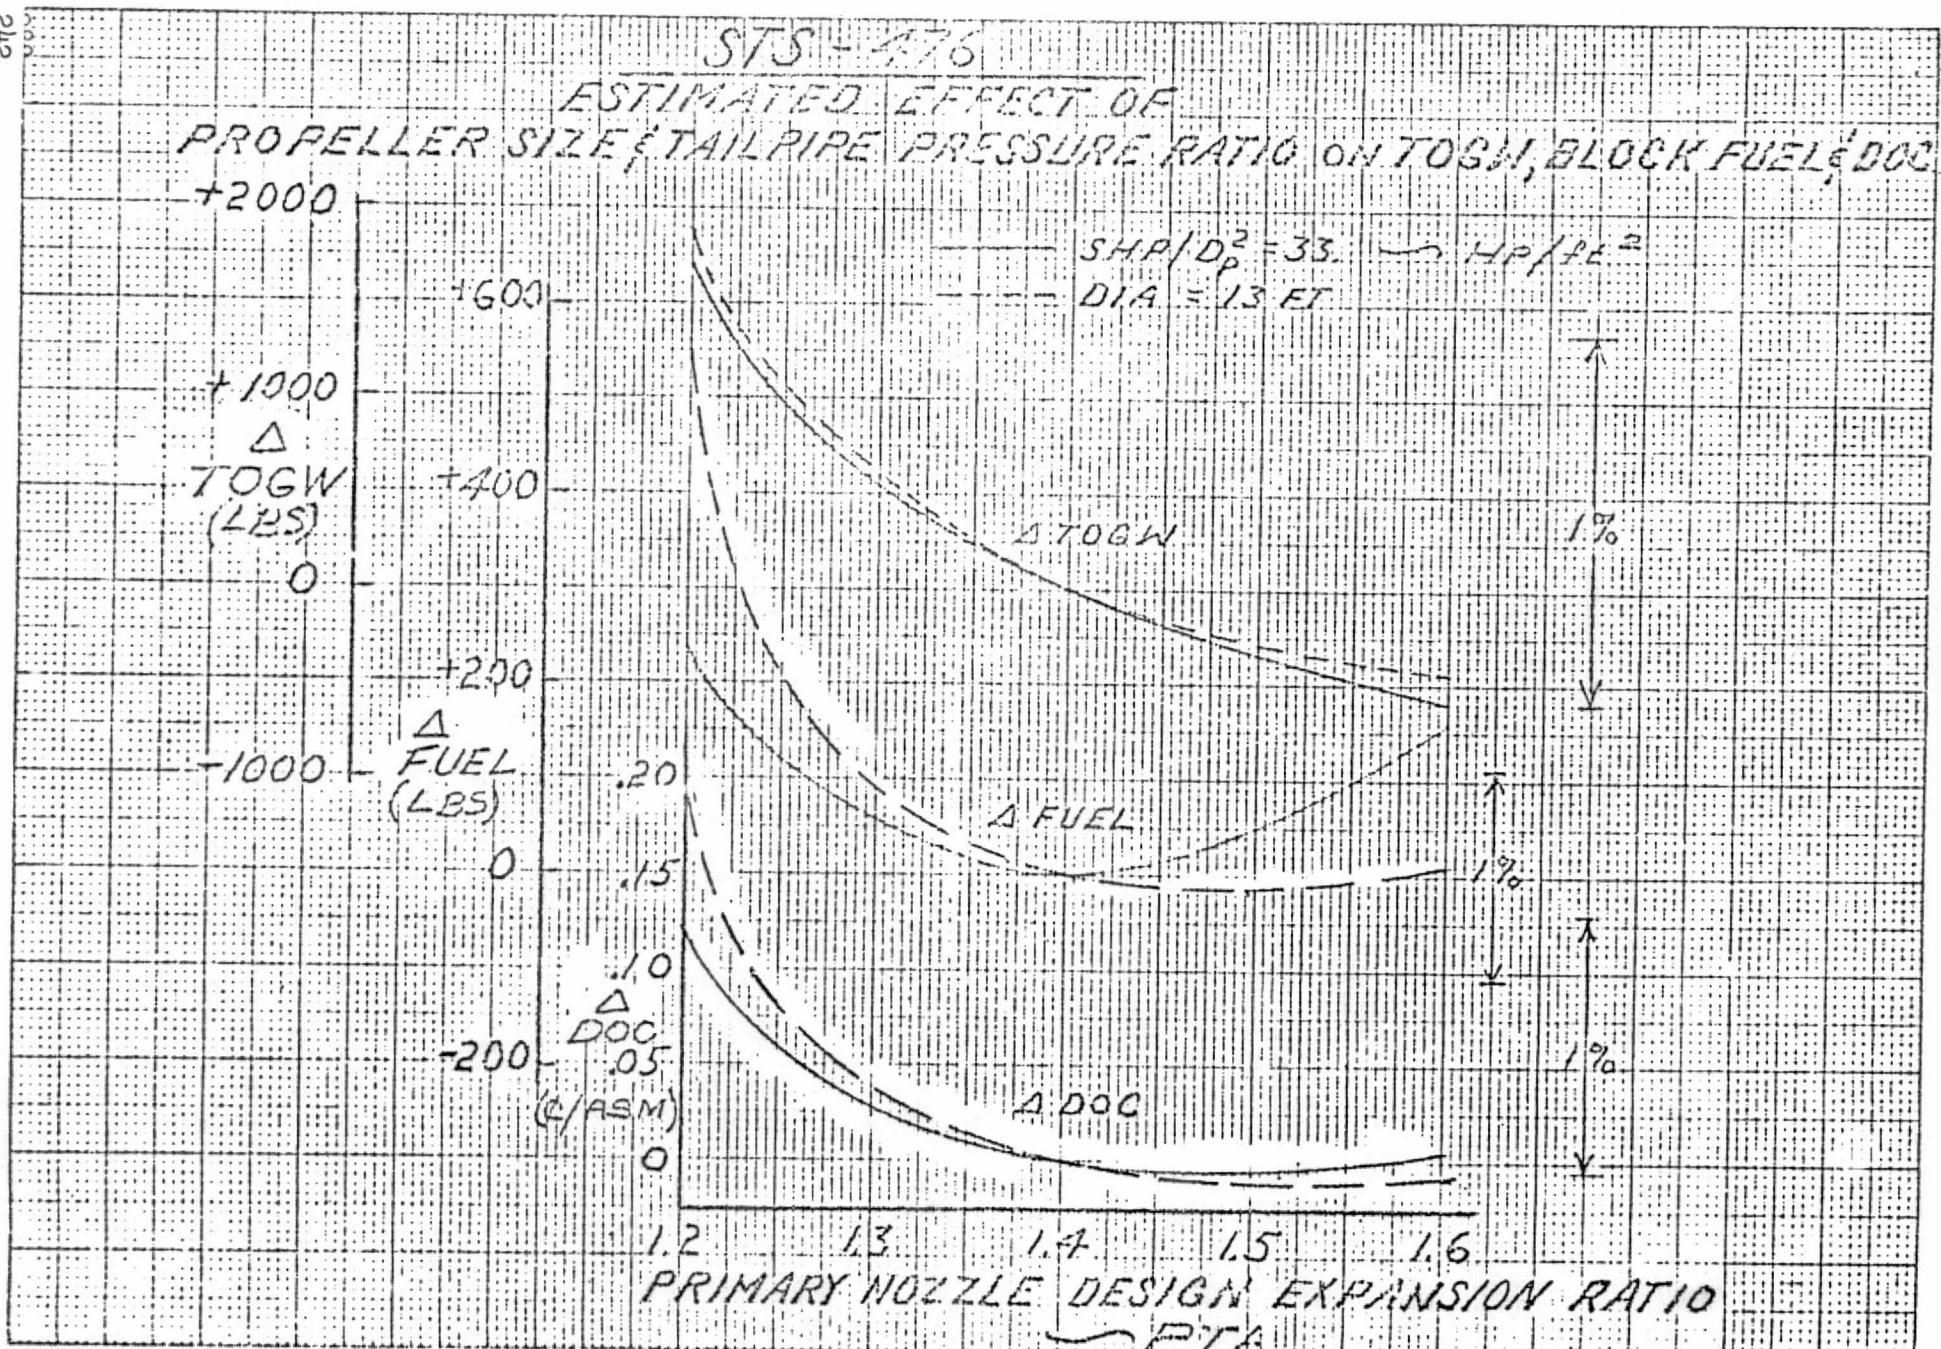 STS-476
ESTIMATED EFFECT OF
PROPELLER SIZE & TAILPIPE PRESSURE RATIO ON TOGW, BLOCK FUEL & DOC
+2000
+1000
Δ
TOGW
(LBS)
0
-1000
+600
+400
+200
Δ
FUEL
(LBS)
0
-200
.20
.15
.10
Δ
DOC
.05
(¢/ASM)
0
SHP/Dp² = 33. ~ HP/ft²
DIA = 13 FT
Δ TOGW
Δ FUEL
Δ DOC
1%
1%
1%
1.2 1.3 1.4 1.5 1.6
PRIMARY NOZZLE DESIGN EXPANSION RATIO